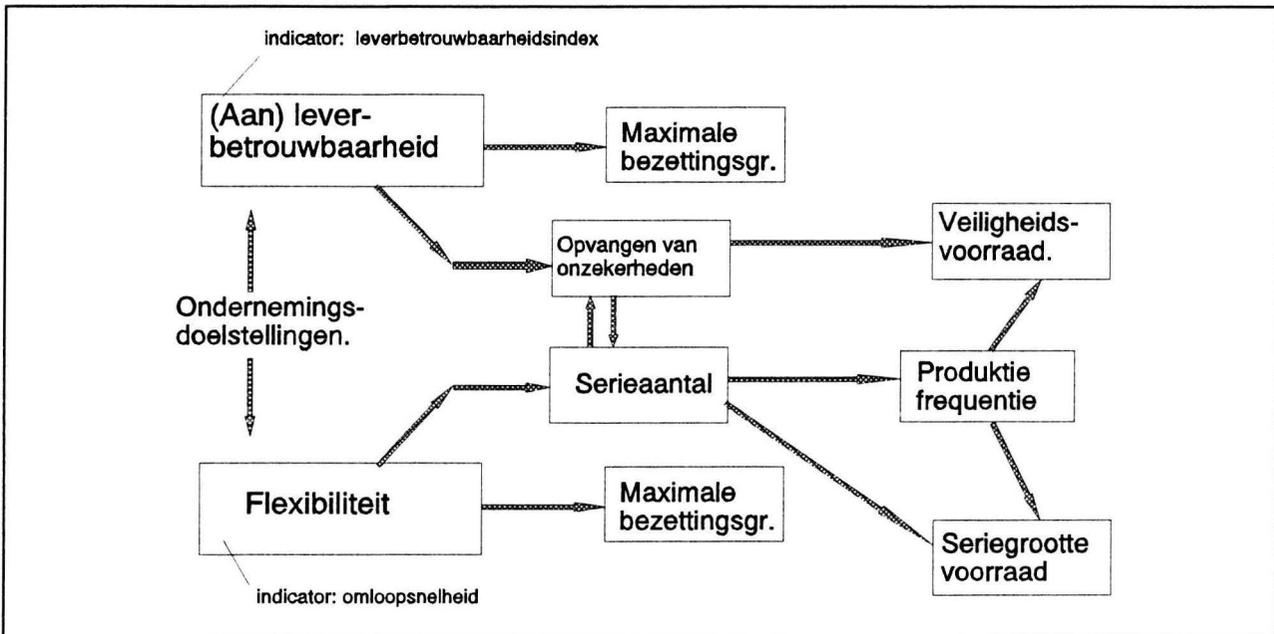 indicator: leverbetrouwbaarheidsindex
(Aan) lever-
betrouwbaarheid
Maximale
bezettingsgr.
Opvangen van
onzekerheden
Veiligheids-
voorraad.
Ondernemings-
doelstellingen.
Serieaantal
Produktie
frequentie
Flexibiliteit
Maximale
bezettingsgr.
Seriegrootte
voorraad
indicator: omloopsnelheid